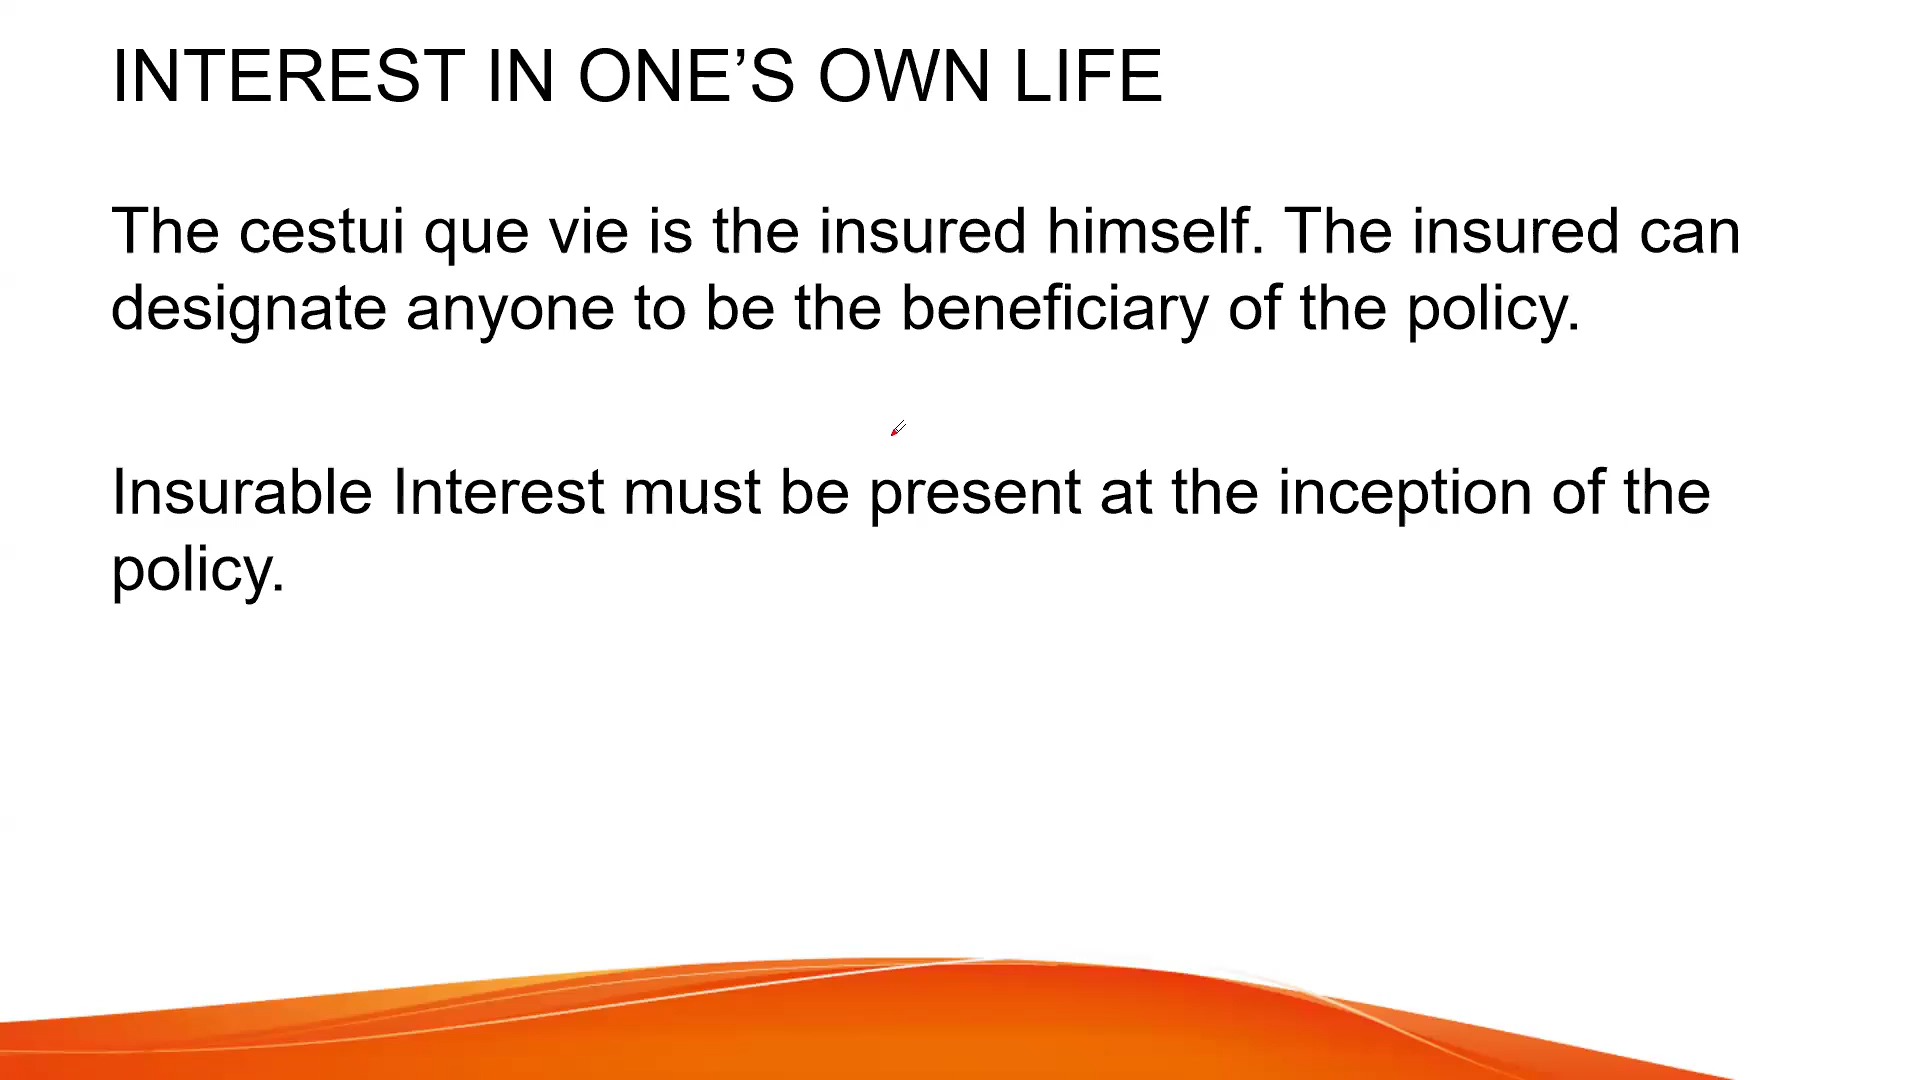 INTEREST IN ONE’S OWN LIFE
The cestui que vie is the insured himself. The insured can
designate anyone to be the beneficiary of the policy.
Insurable Interest must be present at the inception of the
policy.